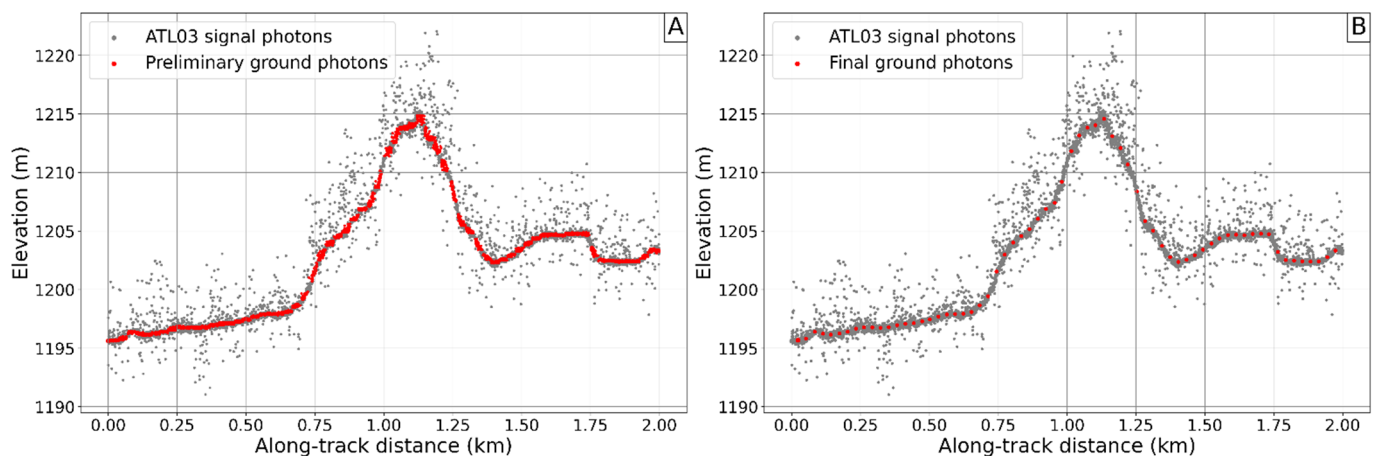 A
ATL03 signal photons
Preliminary ground photons
Elevation (m)
1220
1215
1210
1205
1200
1195
1190
0.00 0.25 0.50 0.75 1.00 1.25 1.50 1.75 2.00
Along-track distance (km)
B
ATL03 signal photons
Final ground photons
Elevation (m)
1220
1215
1210
1205
1200
1195
1190
0.00 0.25 0.50 0.75 1.00 1.25 1.50 1.75 2.00
Along-track distance (km)